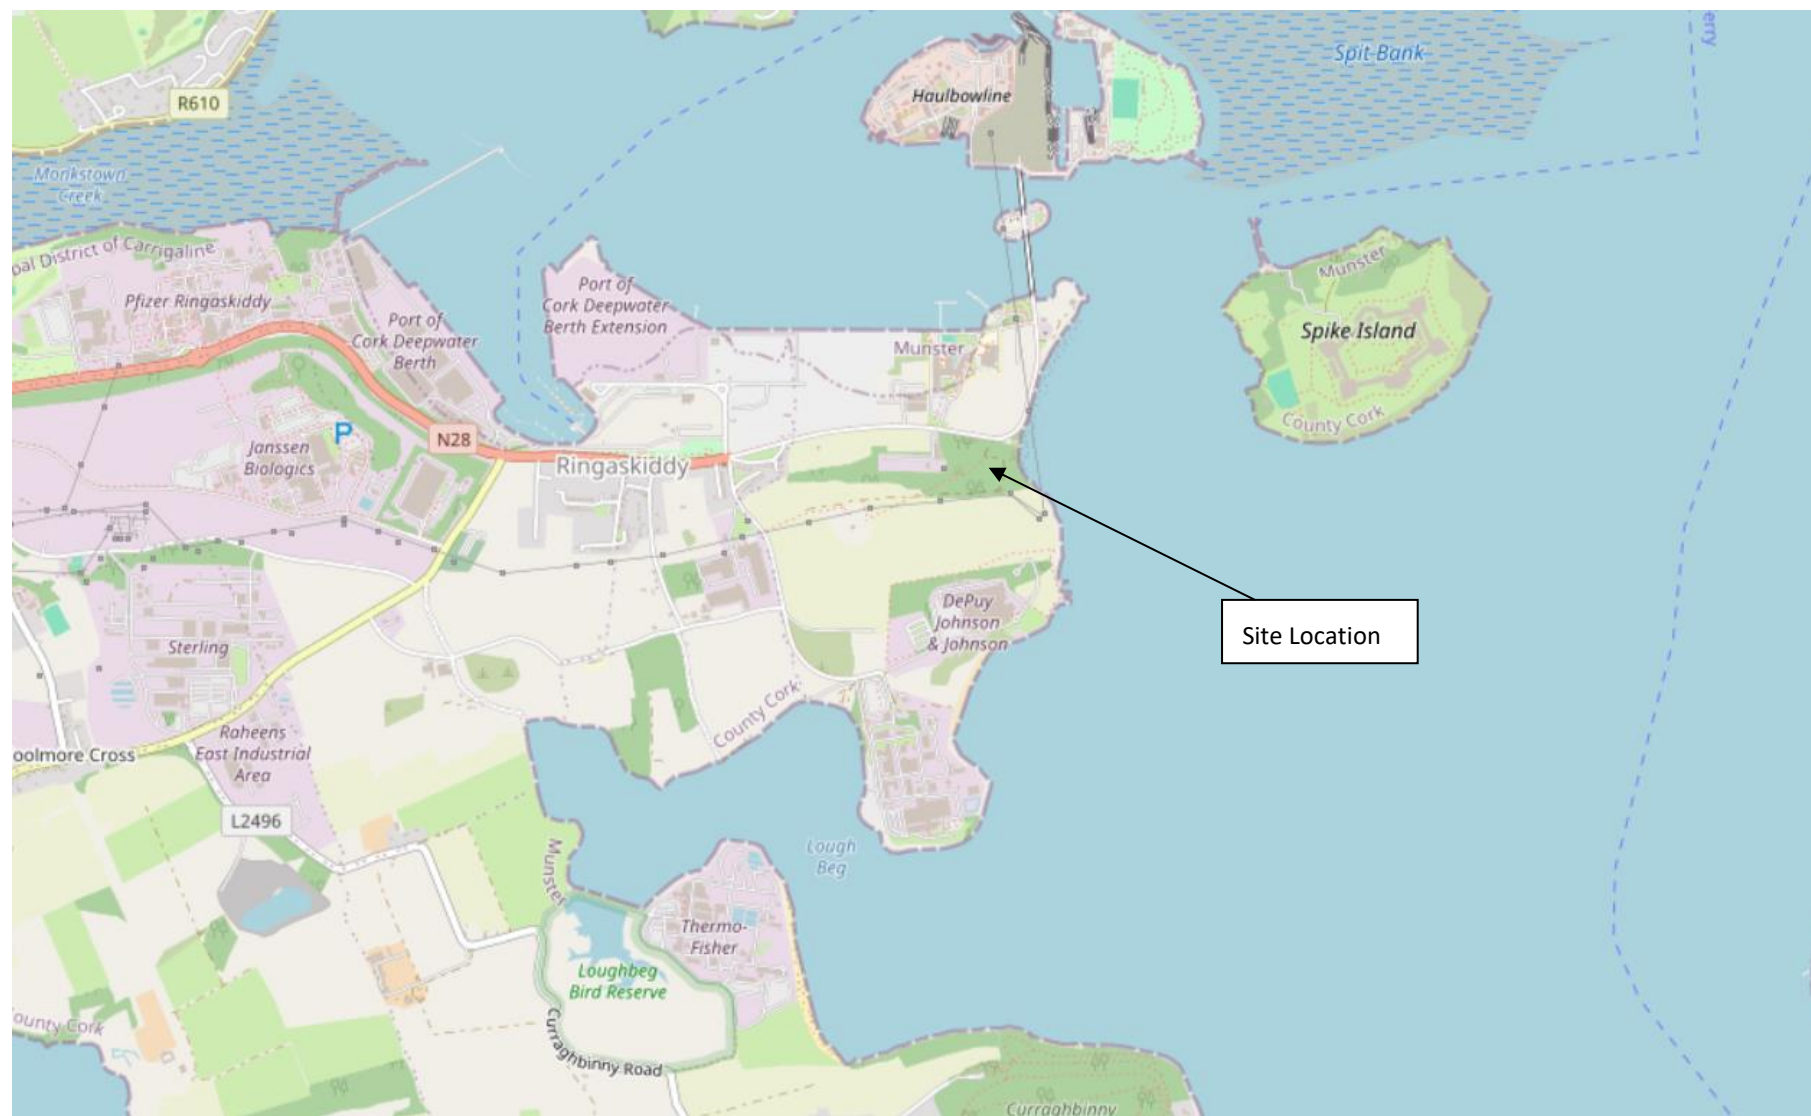 erry
Spit Bank
R610
Haulbowline
Monkstown
Creek
pal District of Carrigaline
Munster
Pfizer Ringaskiddy
Port of
Cork Deepwater
Berth Extension
Port of
Cork Deepwater
Berth
Spike Island
Munster
County Cork
P
N28
Janssen
Biologics
Ringaskiddy
DePuy
Johnson
& Johnson
Site Location
Sterling
County Cork
Raheens
East Industrial
Area
oolmore Cross
L2496
Munster
Lough
Beg
Thermo-
Fisher
Loughbeg
Bird Reserve
ounty Cork
Curraghbinny Road
Curraghbinny